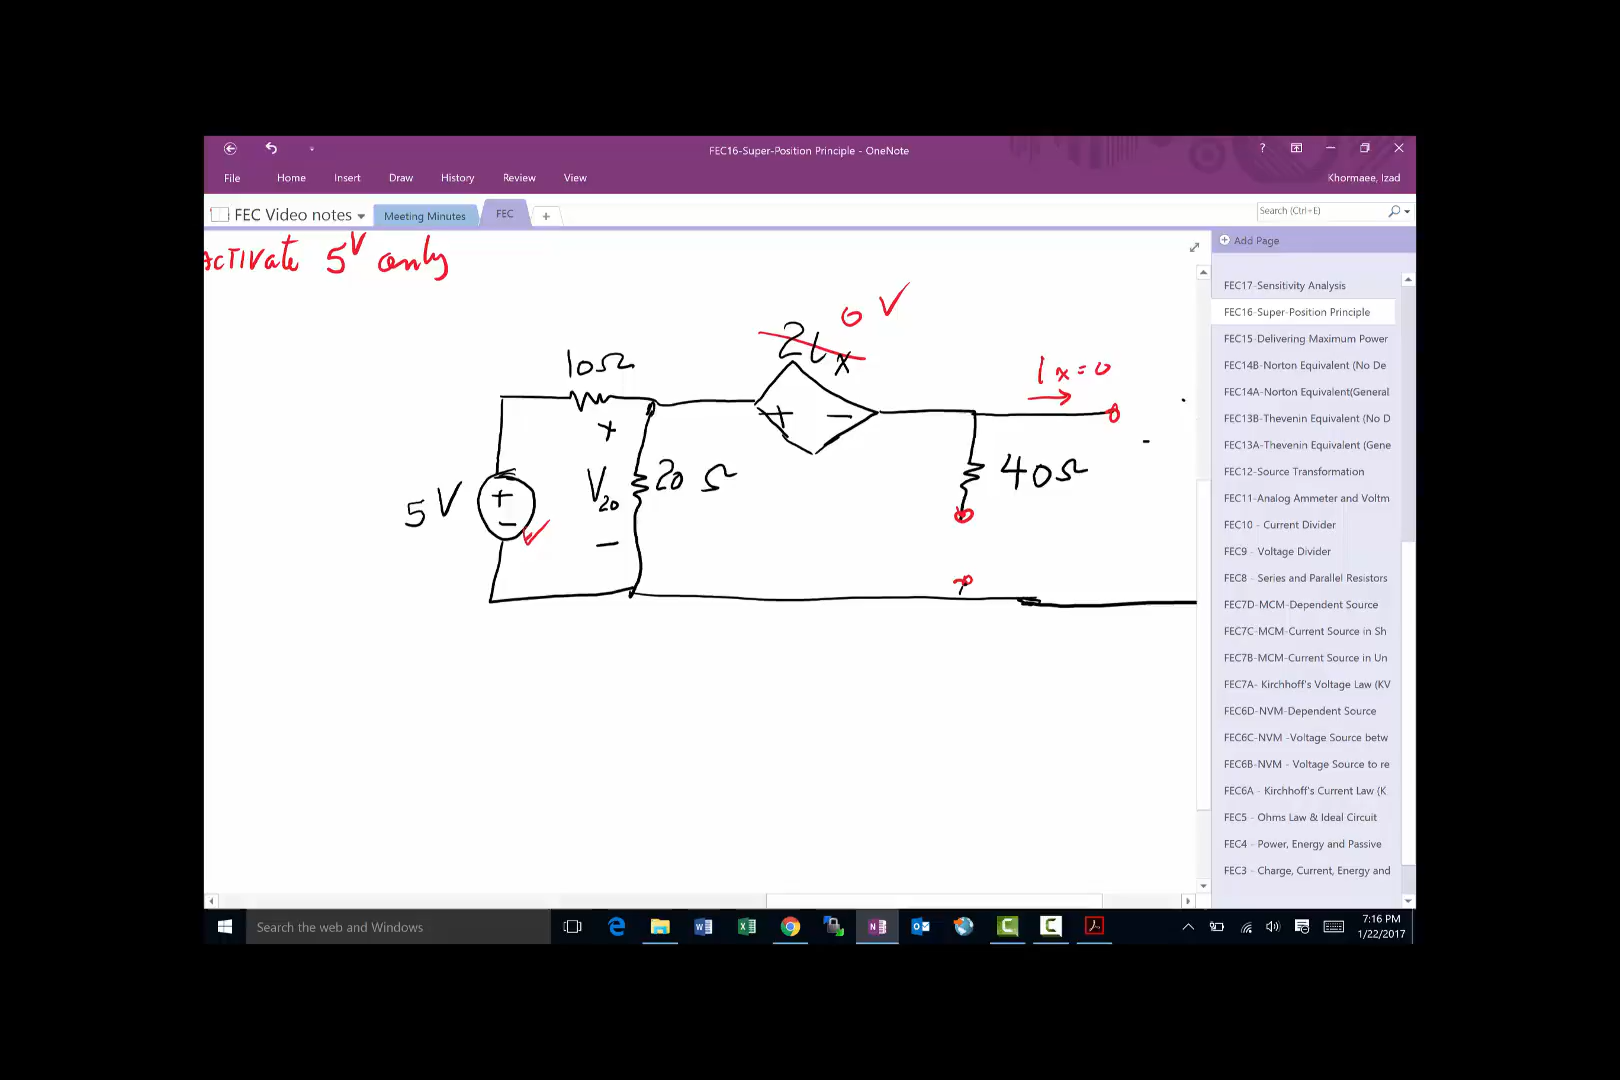 FEC16-Super-Position Principle - OneNote
File Home Insert Draw History Review View
Khormaee, Izad
FEC Video notes Meeting Minutes FEC +
Search (Ctrl+E)
ACTIVATE 5V only
Add Page
FEC17-Sensitivity Analysis
FEC16-Super-Position Principle
FEC15-Delivering Maximum Power
FEC14B-Norton Equivalent (No De
FEC14A-Norton Equivalent(General
FEC13B-Thevenin Equivalent (No D
FEC13A-Thevenin Equivalent (Gene
FEC12-Source Transformation
FEC11-Analog Ammeter and Voltm
FEC10 - Current Divider
FEC9 - Voltage Divider
FEC8 - Series and Parallel Resistors
FEC7D-MCM-Dependent Source
FEC7C-MCM-Current Source in Sh
FEC7B-MCM-Current Source in Un
FEC7A- Kirchhoff's Voltage Law (KV
FEC6D-NVM-Dependent Source
FEC6C-NVM -Voltage Source betw
FEC6B-NVM - Voltage Source to re
FEC6A - Kirchhoff's Current Law (K
FEC5 - Ohms Law & Ideal Circuit
FEC4 - Power, Energy and Passive
FEC3 - Charge, Current, Energy and
0 V
2ix
10Ω
Ix=0
+ -
+
5V
+
-
V20
20Ω
40Ω
-
Search the web and Windows
7:16 PM
1/22/2017